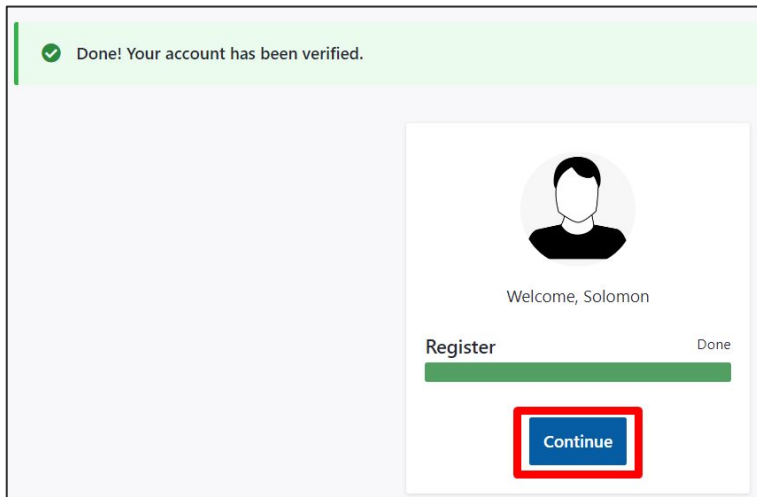 Done! Your account has been verified.
Welcome, Solomon
Register Done
Continue